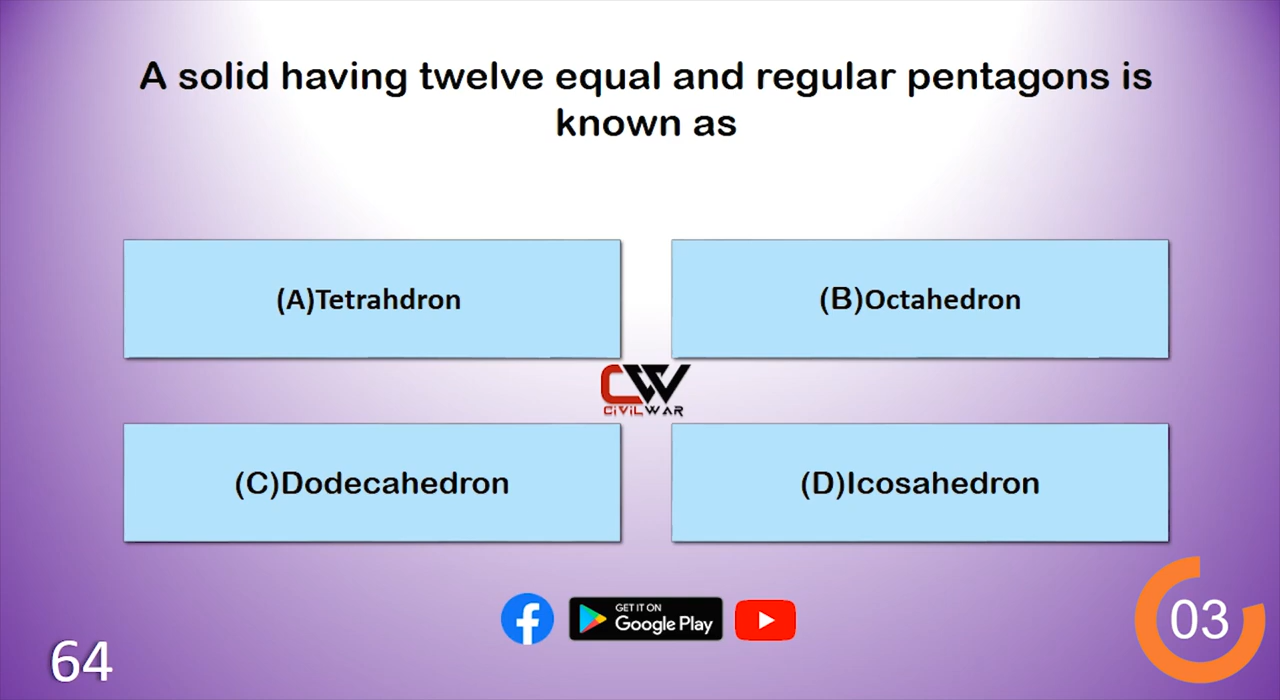 A solid having twelve equal and regular pentagons is
known as
(A)Tetrahdron
(B)Octahedron
CW
CiViLWAR
(C)Dodecahedron
(D)Icosahedron
GET IT ON
Google Play
03
64